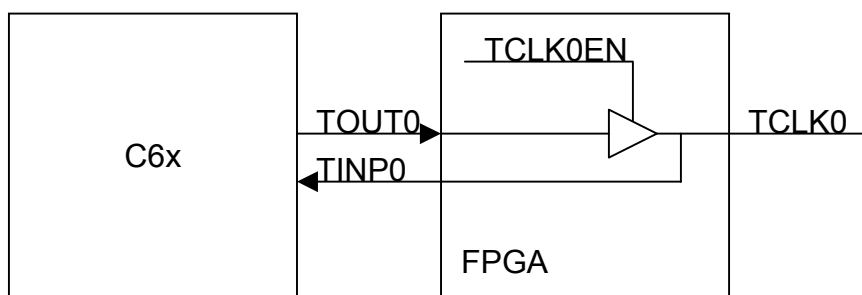 TCLK0EN
TOUT0
TCLK0
C6x
TINP0
FPGA